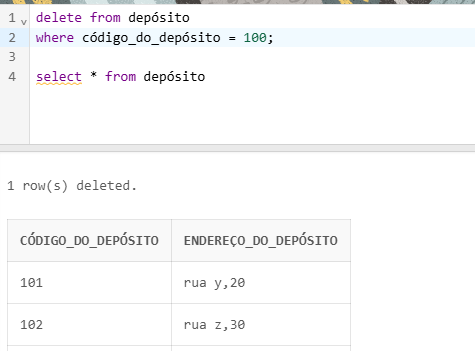 1 delete from depósito
2 where código_do_depósito = 100;
3
4 select * from depósito
1 row(s) deleted.
CÓDIGO_DO_DEPÓSITO ENDEREÇO_DO_DEPÓSITO
101 rua y,20
102 rua z,30